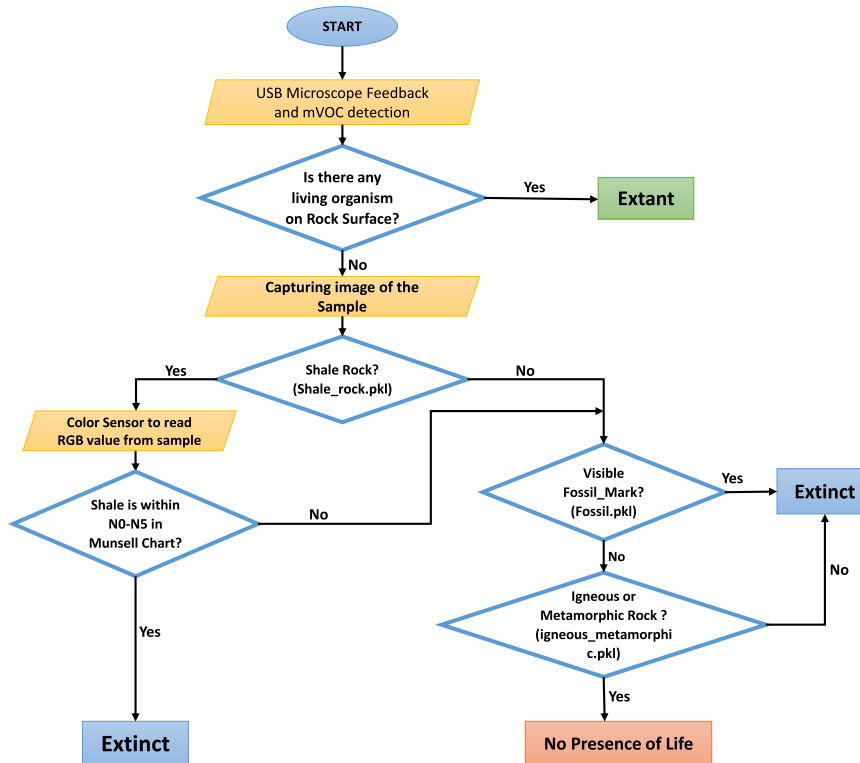 START
USB Microscope Feedback
and mVOC detection
Is there any
living organism
on Rock Surface?
Yes
Extant
No
Capturing image of the
Sample
Shale Rock?
(Shale_rock.pkl)
Yes
No
Color Sensor to read
RGB value from sample
Shale is within
N0-N5 in
Munsell Chart?
No
Visible
Fossil_Mark?
(Fossil.pkl)
Yes
Extinct
No
Igneous or
Metamorphic Rock ?
(igneous_metamorphi
c.pkl)
No
Yes
Yes
Extinct
No Presence of Life